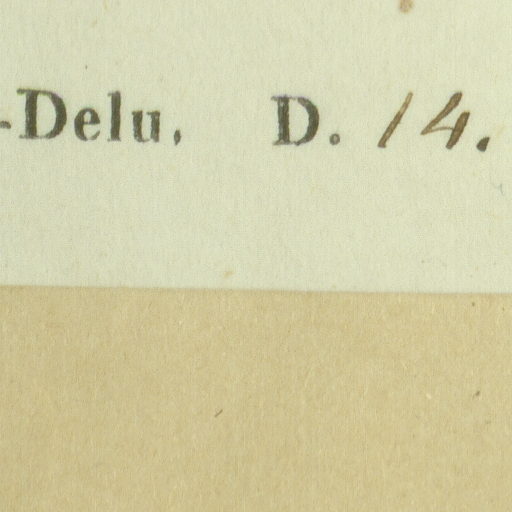 -Delu, D. 14.